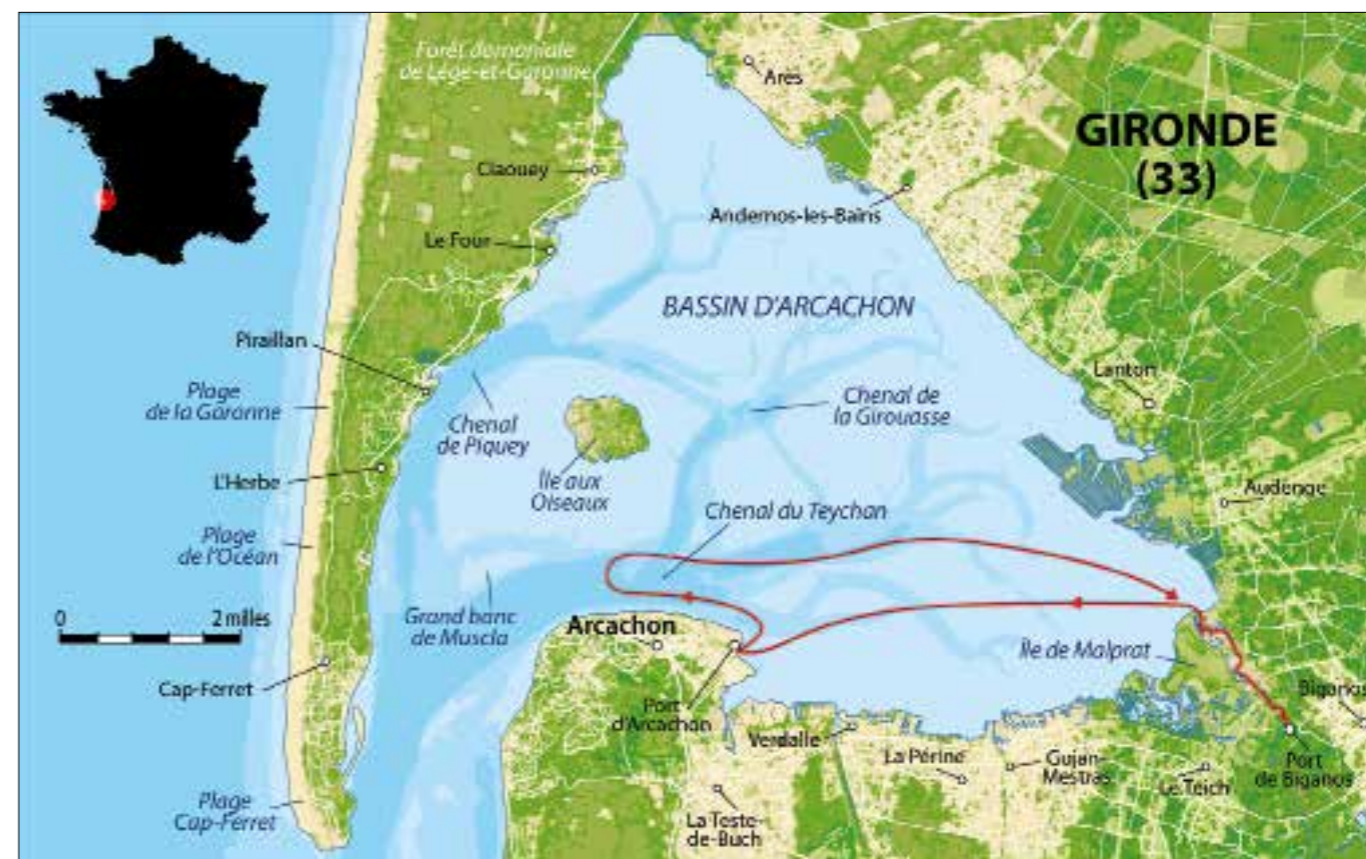 Forêt domaniale
de Lège-et-Garonne
Arès
GIRONDE
(33)
Claouey
Andernos-les-Bains
Le Four
BASSIN D'ARCACHON
Piraillan
Lanton
Plage
de la Garonne
Chenal
de Piquey
Chenal de
la Girouasse
L'Herbe
Île aux
Oiseaux
Audenge
Chenal du Teychan
Plage
de l'Océan
0
2 milles
Grand banc
de Muscla
Arcachon
Île de Malprat
Cap-Ferret
Biganos
Port
d'Arcachon
Verdalle
La Périne
Gujan-
Mestras
Le Teich
Port
de Biganos
Plage
Cap-Ferret
La Teste-
de-Buch